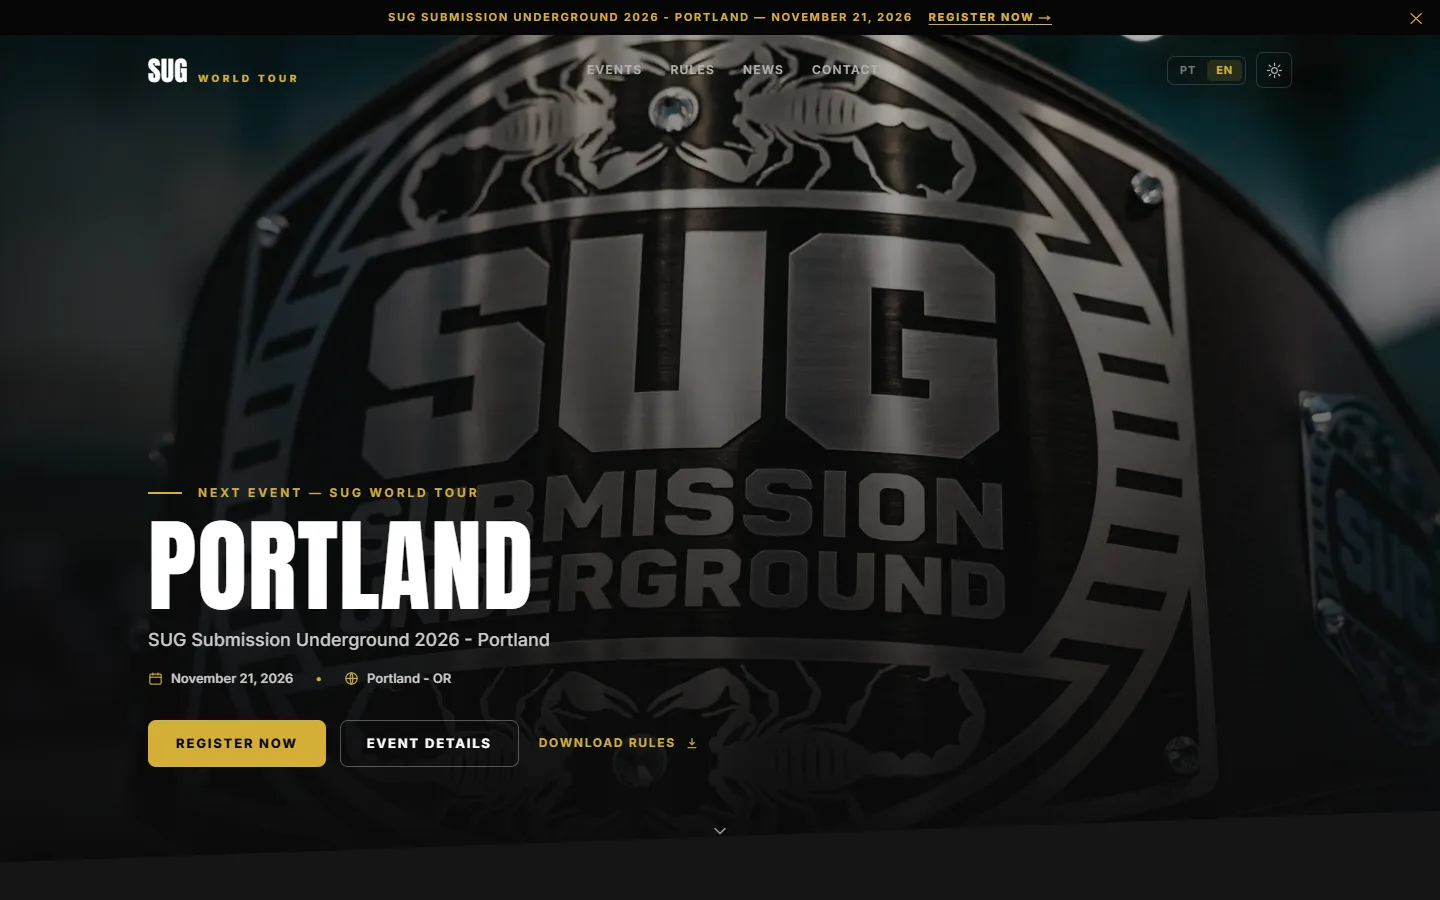 SUG SUBMISSION UNDERGROUND 2026 - PORTLAND — NOVEMBER 21, 2026 REGISTER NOW →
SUG WORLD TOUR
EVENTS RULES NEWS CONTACT
PT EN
SUG
SUBMISSION
UNDERGROUND
SUG
NEXT EVENT — SUG WORLD TOUR
PORTLAND
SUG Submission Underground 2026 - Portland
November 21, 2026 • Portland - OR
REGISTER NOW
EVENT DETAILS
DOWNLOAD RULES